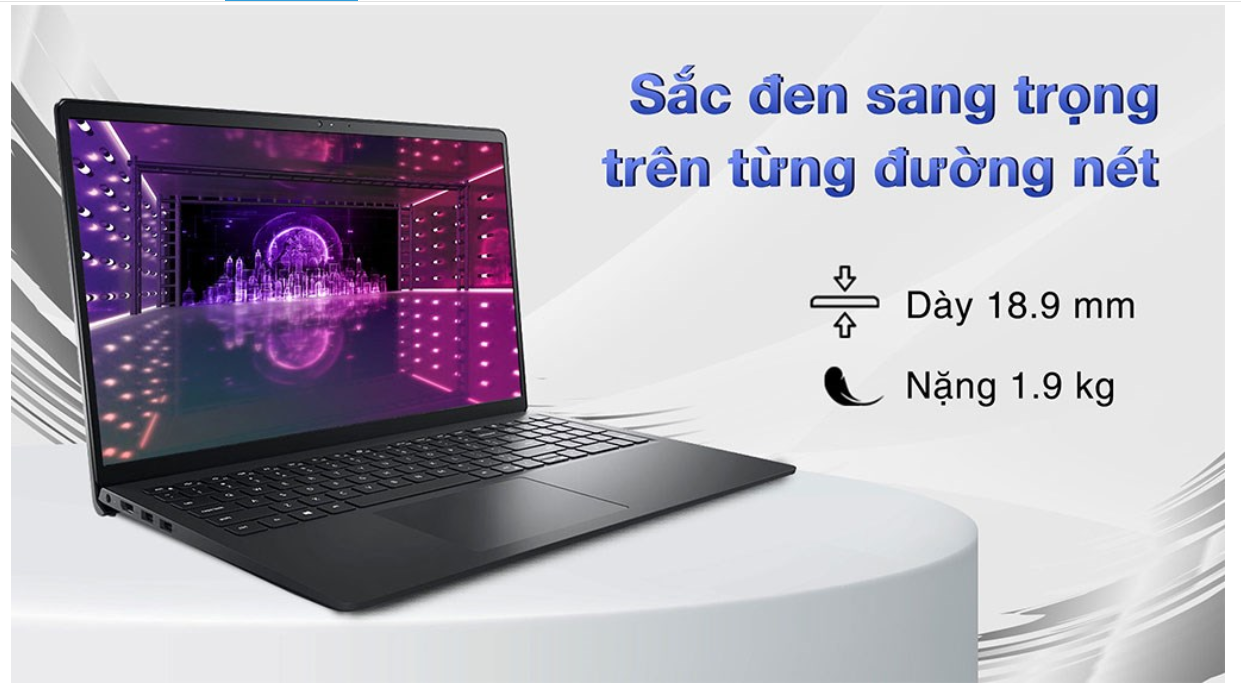 Sắc đen sang trọng
trên từng đường nét
Dày 18.9 mm
Nặng 1.9 kg